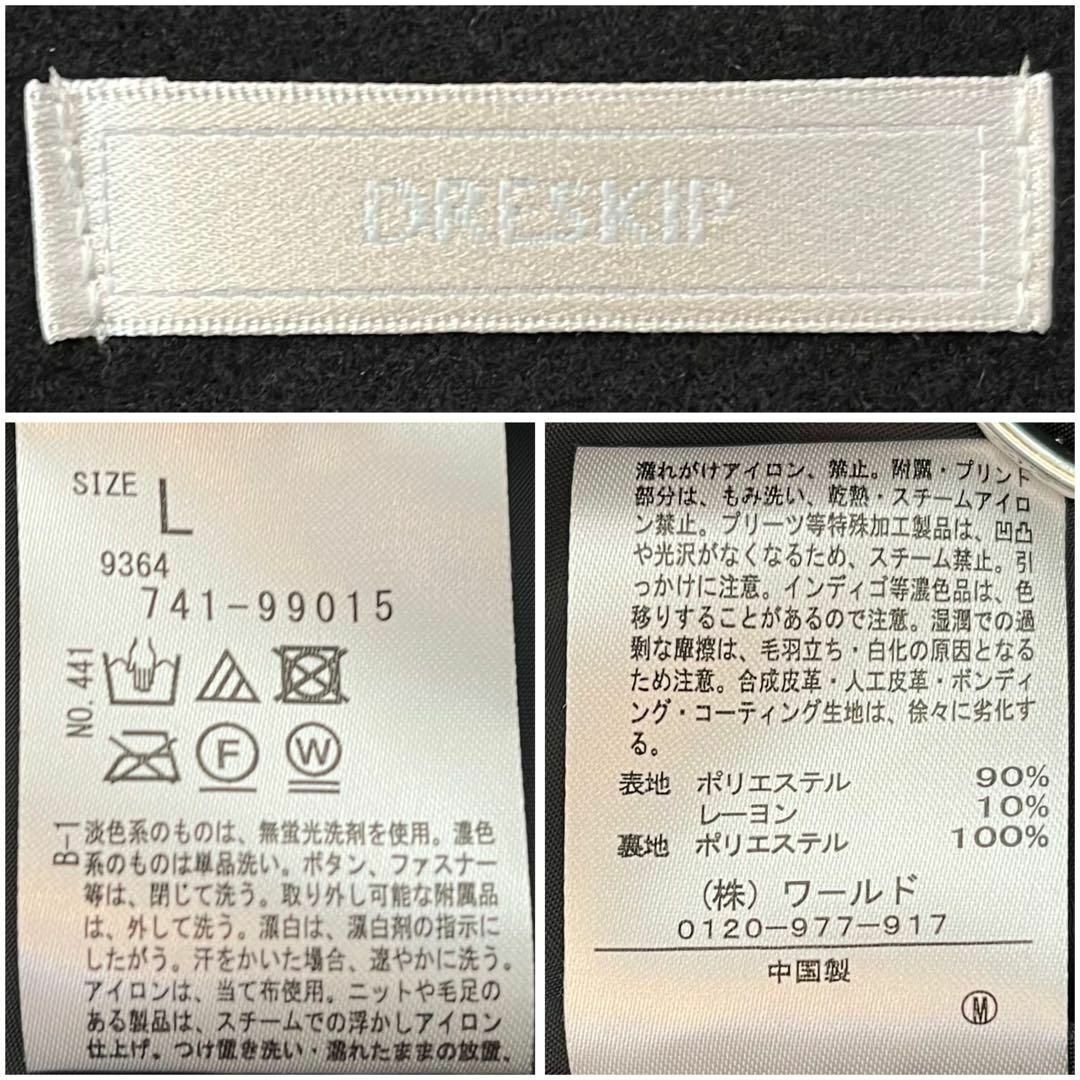 DRESKIP
SIZE L
9364
741-99015
NO. 441
F
W
B-1
淡色系のものは、無蛍光洗剤を使用。濃色
系のものは単品洗い。ボタン、ファスナー
等は、閉じて洗う。取り外し可能な附属品
は、外して洗う。漂白は、漂白剤の指示に
したがう。汗をかいた場合、速やかに洗う。
アイロンは、当て布使用。ニットや毛足の
ある製品は、スチームでの浮かしアイロン
仕上げ。つけ置き洗い・濡れたままの放置、
濡れがけアイロン、禁止。附属・プリント
部分は、もみ洗い、乾熱・スチームアイロ
ン禁止。プリーツ等特殊加工製品は、凹凸
や光沢がなくなるため、スチーム禁止。引
っかけに注意。インディゴ等濃色品は、色
移りすることがあるので注意。湿潤での過
剰な摩擦は、毛羽立ち・白化の原因となる
ため注意。合成皮革・人工皮革・ボンディ
ング・コーティング生地は、徐々に劣化す
る。
表地 ポリエステル 90%
レーヨン 10%
裏地 ポリエステル 100%
(株) ワールド
0120-977-917
中国製
M